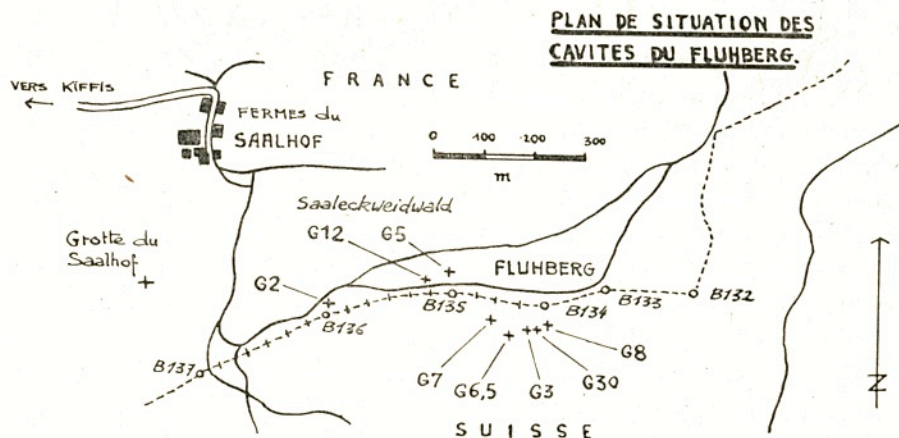 PLAN DE SITUATION DES
CAVITES DU FLUHBERG.
FRANCE
VERS KIFFIS
FERMES du
SAALHOF
0 100 200 300
m
Saaleckweidwald
G12 G5
Grotte du
Saalhof
FLUHBERG
G2
B135
B133
B132
B136
B134
B137
G7
G6,5
G3
G30
G8
SUISSE
N